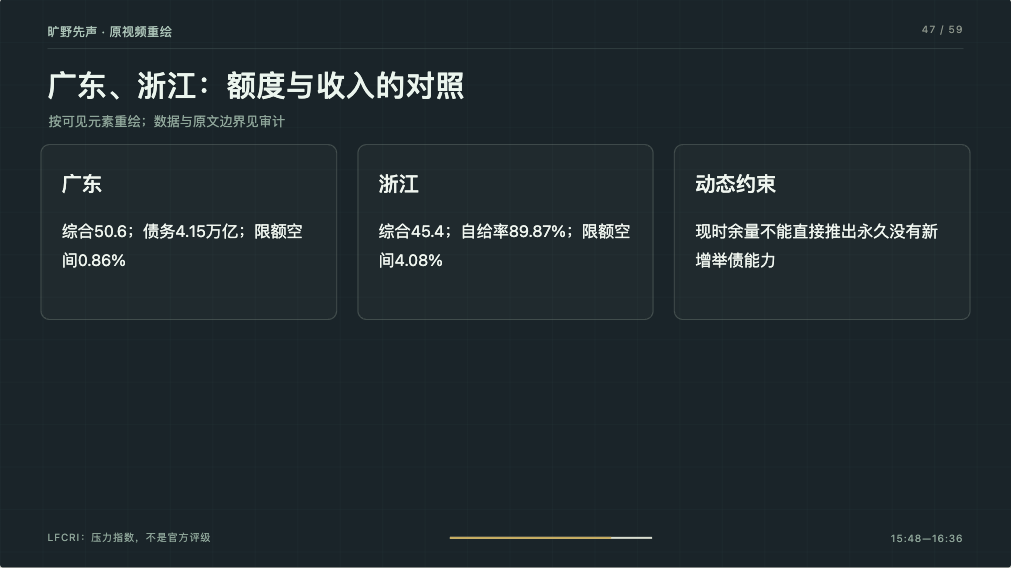 旷野先声 · 原视频重绘
47 / 59
广东、浙江：额度与收入的对照
按可见元素重绘；数据与原文边界见审计
广东
综合50.6；债务4.15万亿；限额空
间0.86%
浙江
综合45.4；自给率89.87%；限额空
间4.08%
动态约束
现时余量不能直接推出永久没有新
增举债能力
LFCRI：压力指数，不是官方评级
15:48—16:36